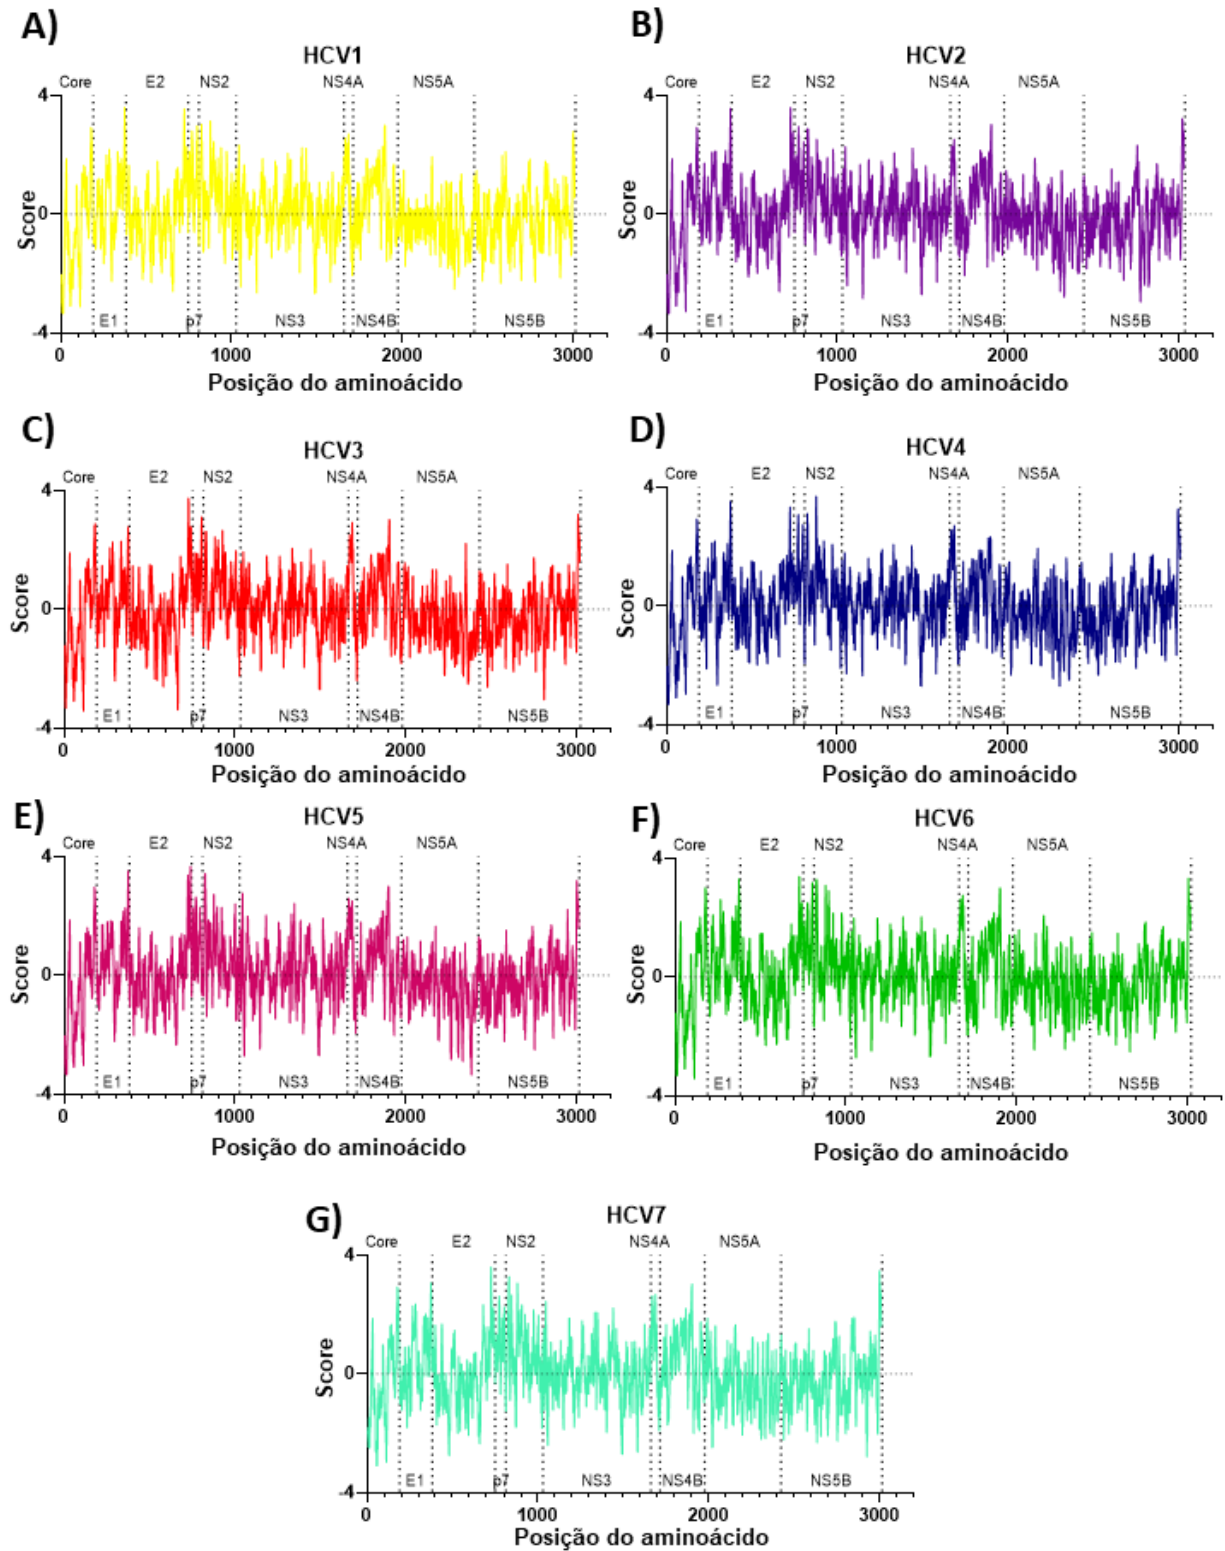 A)
HCV1
Core E2 NS2 NS4A NS5A
4
Score
0
-4
E1 p7 NS3 NS4B NS5B
0 1000 2000 3000
Posição do aminoácido
B)
HCV2
Core E2 NS2 NS4A NS5A
4
Score
0
-4
E1 p7 NS3 NS4B NS5B
0 1000 2000 3000
Posição do aminoácido
C)
HCV3
Core E2 NS2 NS4A NS5A
4
Score
0
-4
E1 p7 NS3 NS4B NS5B
0 1000 2000 3000
Posição do aminoácido
D)
HCV4
Core E2 NS2 NS4A NS5A
4
Score
0
-4
E1 p7 NS3 NS4B NS5B
0 1000 2000 3000
Posição do aminoácido
E)
HCV5
Core E2 NS2 NS4A NS5A
4
Score
0
-4
E1 p7 NS3 NS4B NS5B
0 1000 2000 3000
Posição do aminoácido
F)
HCV6
Core E2 NS2 NS4A NS5A
4
Score
0
-4
E1 p7 NS3 NS4B NS5B
0 1000 2000 3000
Posição do aminoácido
G)
HCV7
Core E2 NS2 NS4A NS5A
4
Score
0
-4
E1 p7 NS3 NS4B NS5B
0 1000 2000 3000
Posição do aminoácido